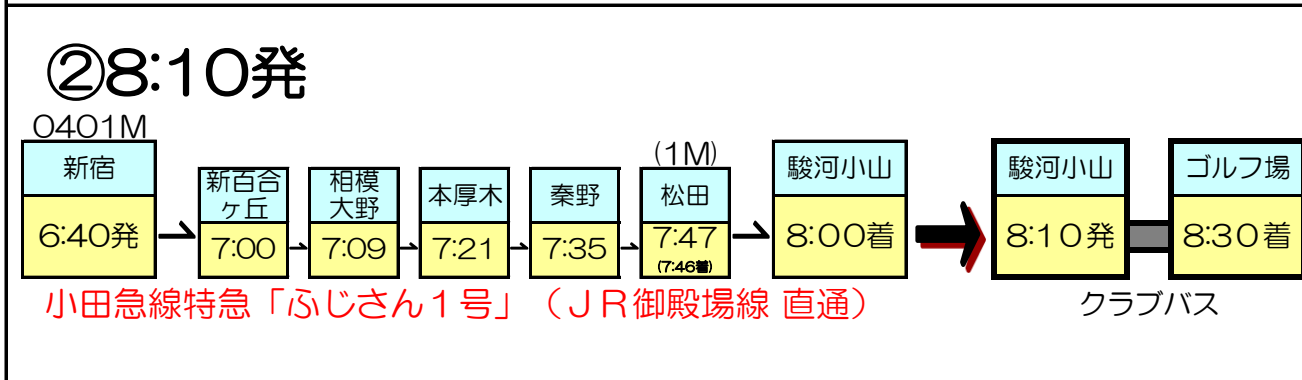 ②8:10発
0401M
新宿
6:40発
新百合
ヶ丘
7:00
相模
大野
7:09
本厚木
7:21
秦野
7:35
(1M)
松田
7:47
(7:46着)
駿河小山
8:00着
駿河小山
8:10発
ゴルフ場
8:30着
小田急線特急「ふじさん1号」（JR御殿場線 直通）
クラブバス